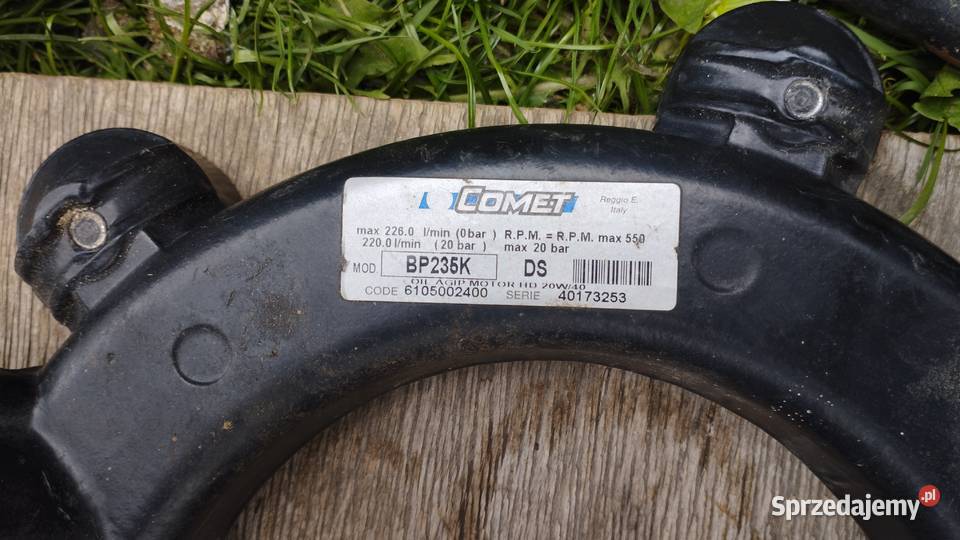 COMET
Reggio E.
Italy
max 226.0 l/min (0bar ) R.P.M. = R.P.M. max 550
220.0 l/min ( 20 bar ) max 20 bar
MOD. BP235K DS
OIL AGIP MOTOR HD 20W/40
CODE 6105002400 SERIE 40173253
Sprzedajemy.pl